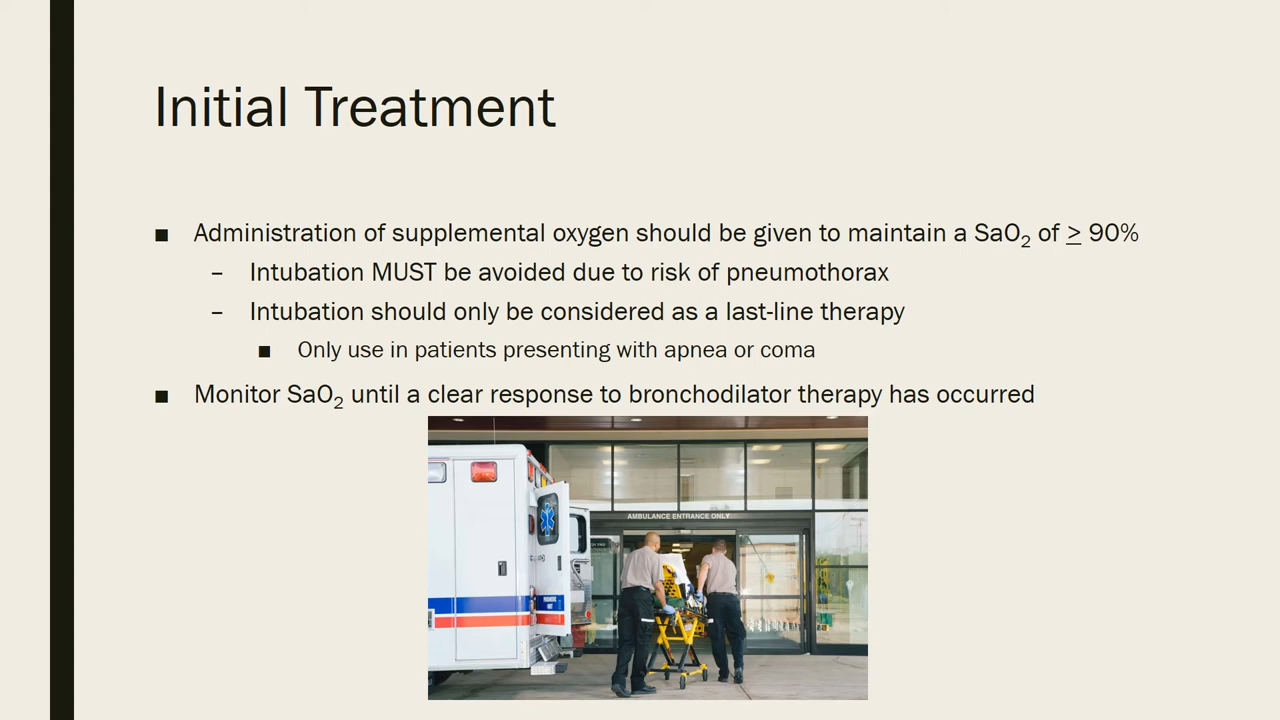 Initial Treatment
■ Administration of supplemental oxygen should be given to maintain a SaO₂ of ≥ 90%
– Intubation MUST be avoided due to risk of pneumothorax
– Intubation should only be considered as a last-line therapy
■ Only use in patients presenting with apnea or coma
■ Monitor SaO₂ until a clear response to bronchodilator therapy has occurred
AMBULANCE ENTRANCE ONLY